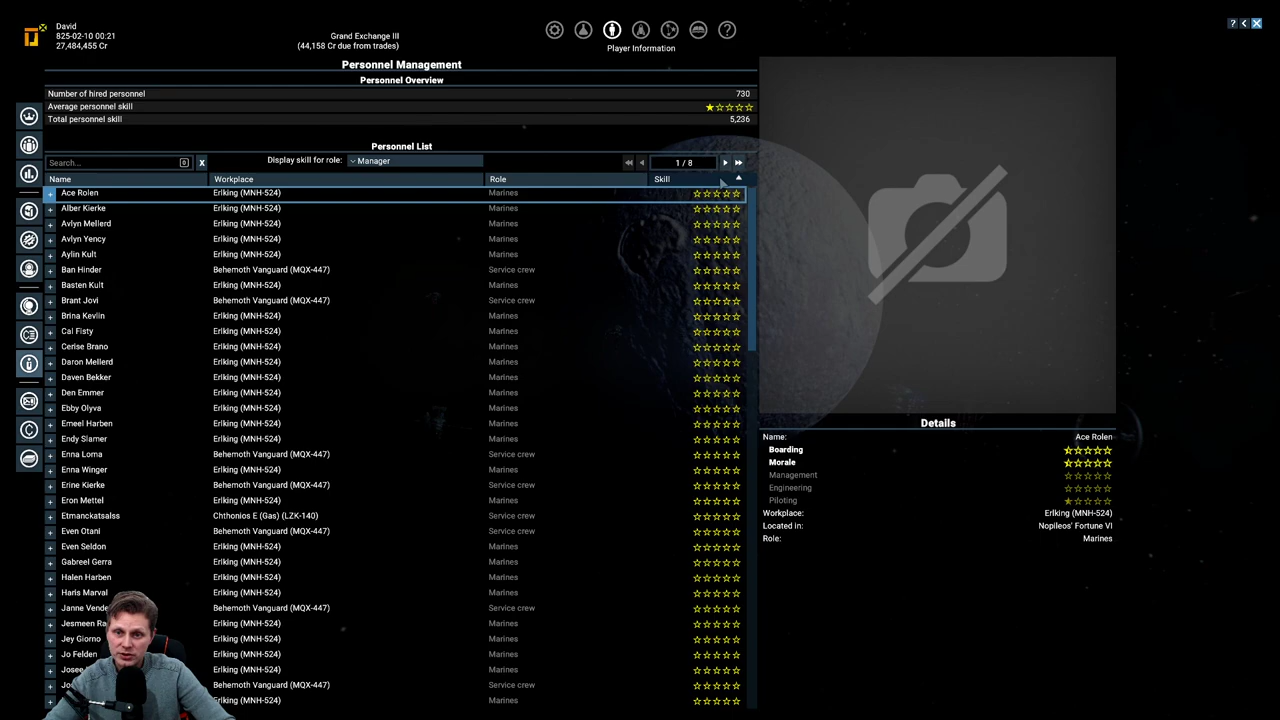 David
825-02-10 00:21
27,484,455 Cr
Grand Exchange III
(44,158 Cr due from trades)
Player Information
?
Personnel Management
Personnel Overview
Number of hired personnel 730
Average personnel skill
Total personnel skill 5,236
Personnel List
Search... 0 x Display skill for role: Manager 1 / 8
Name Workplace Role Skill
+ Ace Rolen Erlking (MNH-524) Marines
+ Alber Kierke Erlking (MNH-524) Marines
+ Avlyn Mellerd Erlking (MNH-524) Marines
+ Avlyn Yency Erlking (MNH-524) Marines
+ Aylin Kult Erlking (MNH-524) Marines
+ Ban Hinder Behemoth Vanguard (MQX-447) Service crew
+ Basten Kult Erlking (MNH-524) Marines
+ Brant Jovi Behemoth Vanguard (MQX-447) Service crew
+ Brina Kevlin Erlking (MNH-524) Marines
+ Cal Fisty Erlking (MNH-524) Marines
+ Cerise Brano Erlking (MNH-524) Marines
+ Daron Mellerd Erlking (MNH-524) Marines
+ Daven Bekker Erlking (MNH-524) Marines
+ Den Emmer Erlking (MNH-524) Marines
+ Ebby Olyva Erlking (MNH-524) Marines
+ Emeel Harben Erlking (MNH-524) Marines
+ Endy Slamer Erlking (MNH-524) Marines
+ Enna Loma Behemoth Vanguard (MQX-447) Service crew
+ Enna Winger Erlking (MNH-524) Marines
+ Erine Kierke Behemoth Vanguard (MQX-447) Service crew
+ Eron Mettel Erlking (MNH-524) Marines
+ Etmanckatsalss Chthonios E (Gas) (LZK-140) Service crew
+ Even Otani Behemoth Vanguard (MQX-447) Service crew
+ Even Seldon Erlking (MNH-524) Marines
+ Gabreel Gerra Erlking (MNH-524) Marines
+ Halen Harben Erlking (MNH-524) Marines
+ Haris Marval Erlking (MNH-524) Marines
+ Janne Behemoth Vanguard (MQX-447) Service crew
+ Jesmeen Erlking (MNH-524) Marines
+ Jey Giorno Erlking (MNH-524) Marines
+ Jo Felden Erlking (MNH-524) Marines
+ Erlking (MNH-524) Marines
+ Behemoth Vanguard (MQX-447) Service crew
+ Erlking (MNH-524) Marines
Details
Name: Ace Rolen
Boarding
Morale
Management
Engineering
Piloting
Workplace: Erlking (MNH-524)
Located in: Nopileos' Fortune VI
Role: Marines